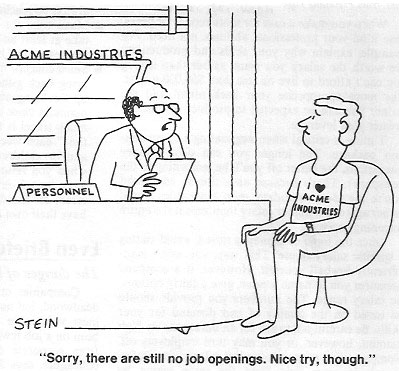 ACME INDUSTRIES
PERSONNEL
I ♥
ACME
INDUSTRIES
STEIN
"Sorry, there are still no job openings. Nice try, though."